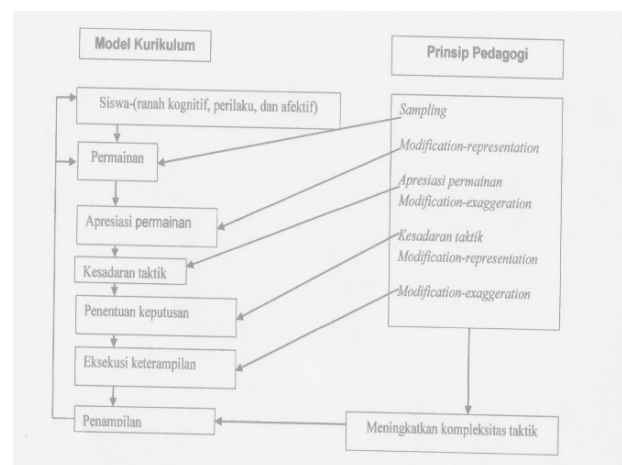 Model Kurikulum
Siswa-(ranah kognitif, perilaku, dan afektif)
Permainan
Apresiasi permainan
Kesadaran taktik
Penentuan keputusan
Eksekusi keterampilan
Penampilan
Prinsip Pedagogi
Sampling
Modification-representation
Apresiasi permainan
Modification-exaggeration
Kesadaran taktik
Modification-representation
Modification-exaggeration
Meningkatkan kompleksitas taktik